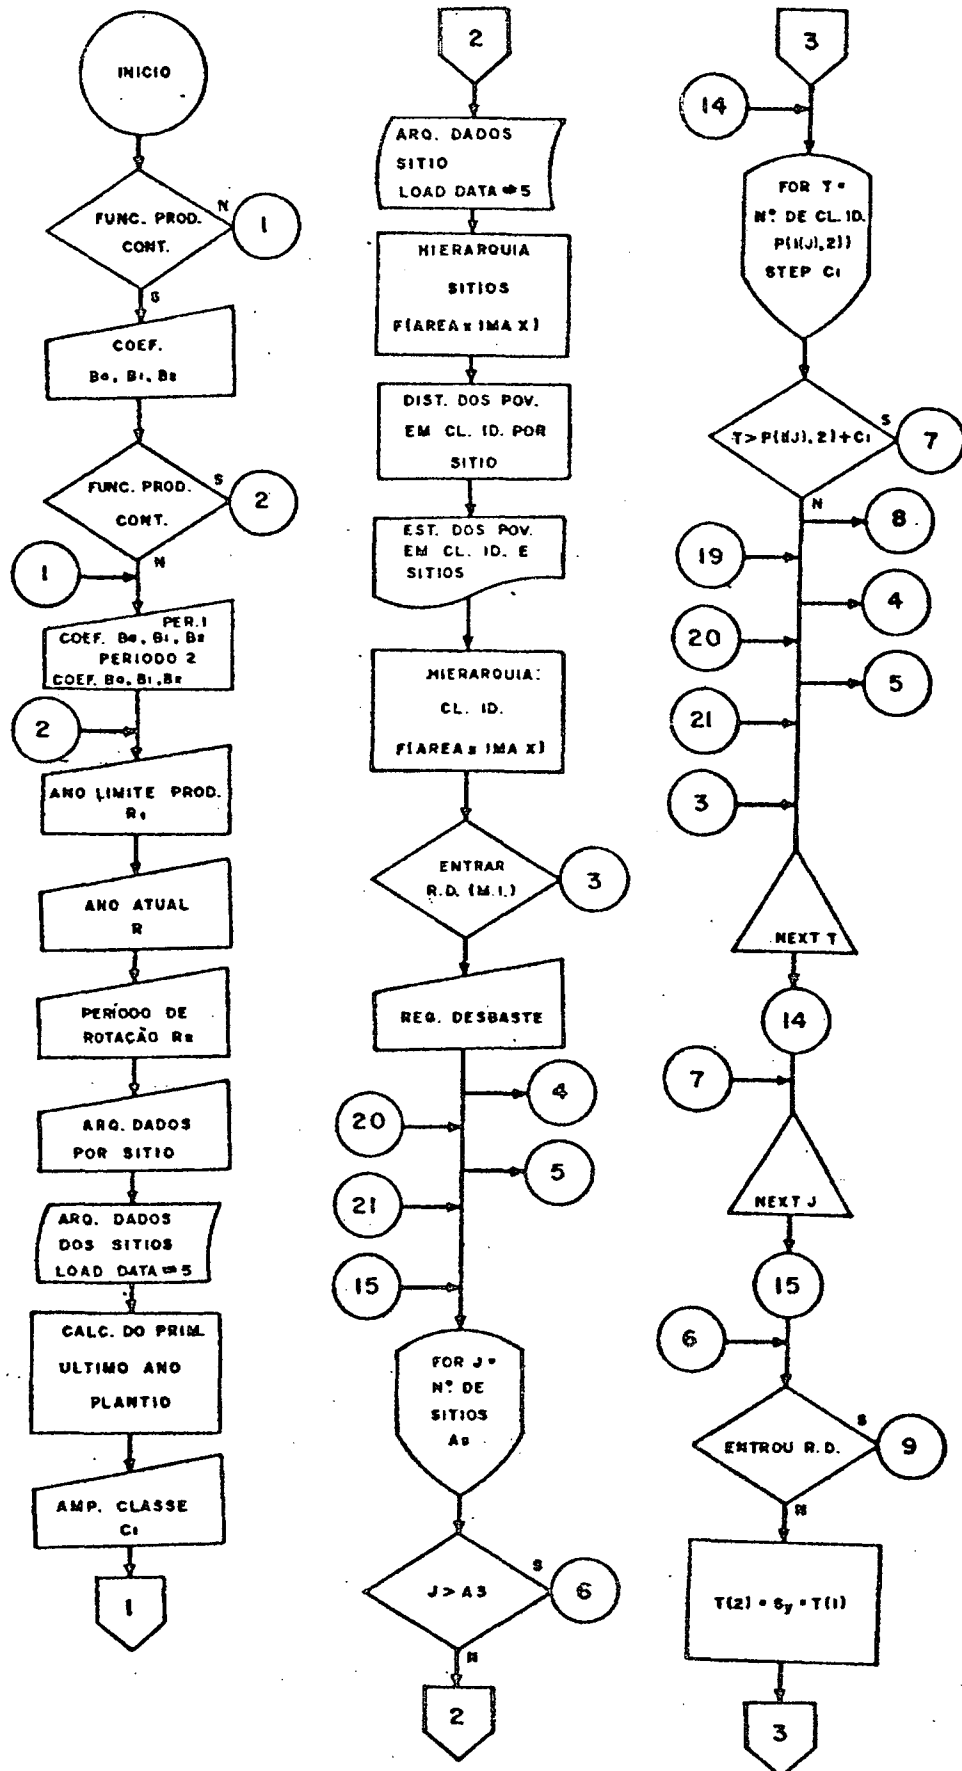 INICIO
FUNC. PROD.
CONT.
N
1
S
COEF.
B0, B1, B2
FUNC. PROD.
CONT.
S
2
N
1
PER. 1
COEF. B0, B1, B2
PERIODO 2
COEF. B0, B1, B2
2
ANO LIMITE PROD.
R1
ANO ATUAL
R
PERÍODO DE
ROTAÇÃO R2
ARQ. DADOS
POR SITIO
ARQ. DADOS
DOS SITIOS
LOAD DATA #5
CALC. DO PRIM.
ULTIMO ANO
PLANTIO
AMP. CLASSE
C1
1
2
ARQ. DADOS
SITIO
LOAD DATA #5
HIERARQUIA
SITIOS
F(AREA x IMA X)
DIST. DOS POV.
EM CL. ID. POR
SITIO
EST. DOS POV.
EM CL. ID. E
SITIOS
HIERARQUIA:
CL. ID.
F(AREA x IMA X)
ENTRAR
R.D. (M.I.)
3
REG. DESBASTE
4
20
5
21
15
FOR J =
Nº DE
SITIOS
A3
J > A3
S
6
N
2
3
14
FOR T =
Nº DE CL. ID.
P(I(J),2))
STEP C1
T > P(I(J),2)+C1
S
7
N
8
19
4
20
5
21
3
NEXT T
14
7
NEXT J
15
6
ENTROU R.D.
S
9
N
T(2) = Sy = T(1)
3